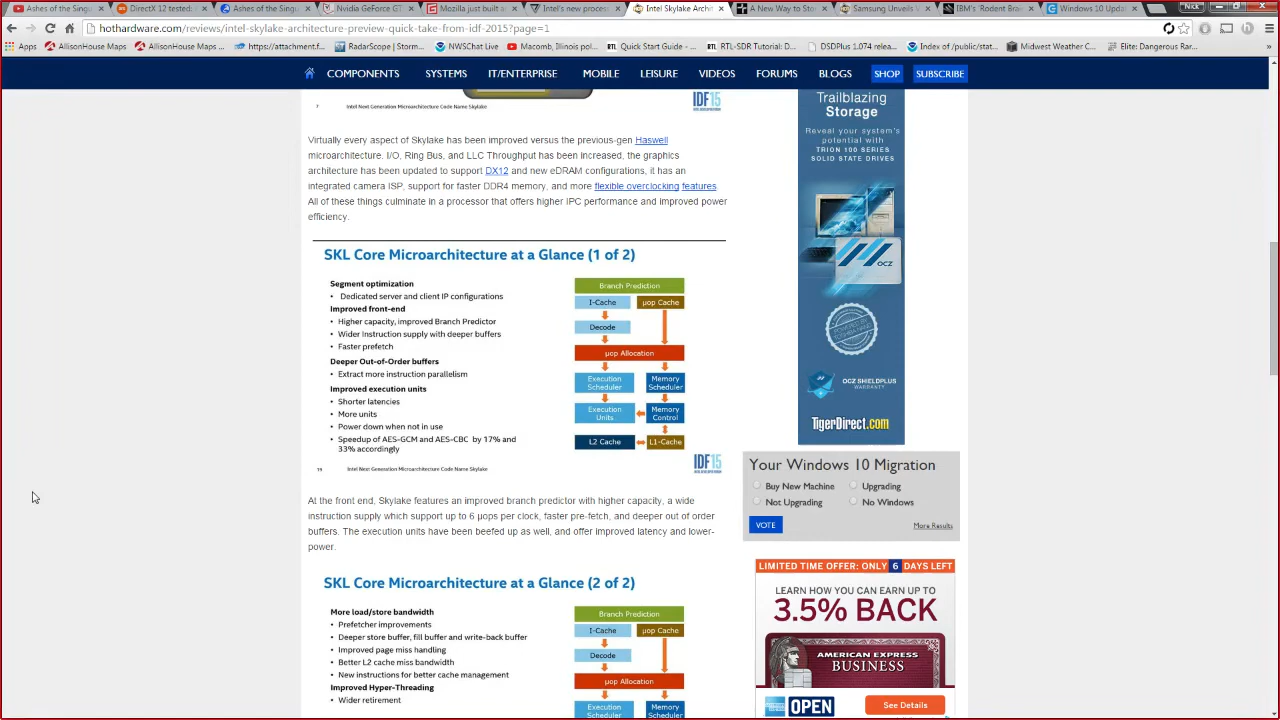 Ashes of the Singu
DirectX 12 tested:
Ashes of the Singu
Nvidia GeForce GT
Mozilla just built a
Intel's new proces
Intel Skylake Archit
A New Way to Stor
Samsung Unveils V
IBM's 'Rodent Bra
Windows 10 Updat
Nick
hothardware.com/reviews/intel-skylake-architecture-preview-quick-take-from-idf-2015?page=1
Apps
AllisonHouse Maps ...
AllisonHouse Maps ...
https://attachment.f...
RadarScope | Storm...
NWSChat Live
Macomb, Illinois pol...
Quick Start Guide - ...
RTL-SDR Tutorial: D...
DSDPlus 1.074 relea...
Index of /public/stat...
Midwest Weather C...
Elite: Dangerous Rar...
COMPONENTS
SYSTEMS
IT/ENTERPRISE
MOBILE
LEISURE
VIDEOS
FORUMS
BLOGS
SHOP
SUBSCRIBE
7 Intel Next Generation Microarchitecture Code Name Skylake
IDF15
Virtually every aspect of Skylake has been improved versus the previous-gen Haswell
microarchitecture. I/O, Ring Bus, and LLC Throughput has been increased, the graphics
architecture has been updated to support DX12 and new eDRAM configurations, it has an
integrated camera ISP, support for faster DDR4 memory, and more flexible overclocking features.
All of these things culminate in a processor that offers higher IPC performance and improved power
efficiency.
SKL Core Microarchitecture at a Glance (1 of 2)
Segment optimization
• Dedicated server and client IP configurations
Improved front-end
• Higher capacity, improved Branch Predictor
• Wider Instruction supply with deeper buffers
• Faster prefetch
Deeper Out-of-Order buffers
• Extract more instruction parallelism
Improved execution units
• Shorter latencies
• More units
• Power down when not in use
• Speedup of AES-GCM and AES-CBC by 17% and
33% accordingly
Branch Prediction
I-Cache
µop Cache
Decode
µop Allocation
Execution
Scheduler
Memory
Scheduler
Execution
Units
Memory
Control
L2 Cache
L1-Cache
19 Intel Next Generation Microarchitecture Code Name Skylake
IDF15
At the front end, Skylake features an improved branch predictor with higher capacity, a wide
instruction supply which support up to 6 µops per clock, faster pre-fetch, and deeper out of order
buffers. The execution units have been beefed up as well, and offer improved latency and lower-
power.
SKL Core Microarchitecture at a Glance (2 of 2)
More load/store bandwidth
• Prefetcher improvements
• Deeper store buffer, fill buffer and write-back buffer
• Improved page miss handling
• Better L2 cache miss bandwidth
• New instructions for better cache management
Improved Hyper-Threading
• Wider retirement
Branch Prediction
I-Cache
µop Cache
Decode
µop Allocation
Execution
Scheduler
Memory
Scheduler
Trailblazing
Storage
Reveal your system's
potential with
TRION 100 SERIES
SOLID STATE DRIVES
OCZ
OCZ SHIELDPLUS
WARRANTY
TigerDirect.com
Your Windows 10 Migration
Buy New Machine
Upgrading
Not Upgrading
No Windows
VOTE
More Results
LIMITED TIME OFFER: ONLY 6 DAYS LEFT
LEARN HOW YOU CAN EARN UP TO
3.5% BACK
AMERICAN EXPRESS
BUSINESS
OPEN
See Details